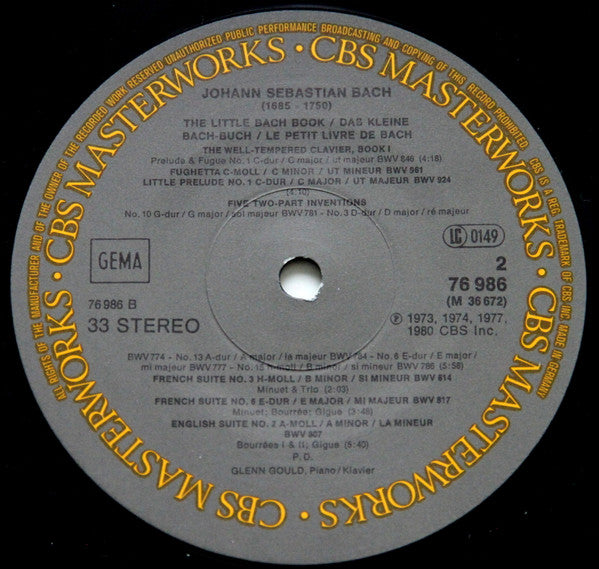 ALL RIGHTS OF THE MANUFACTURER AND OF THE OWNER OF THE RECORDED WORK RESERVED UNAUTHORIZED PUBLIC PERFORMANCE BROADCASTING AND COPYING OF THIS RECORD PROHIBITED
CBS IS A REG. TRADEMARK OF CBS INC. MADE IN GERMANY
CBS MASTERWORKS · CBS MASTERWORKS · CBS MASTERWORKS · CBS MASTERWORKS ·
JOHANN SEBASTIAN BACH
(1685 - 1750)
THE LITTLE BACH BOOK / DAS KLEINE
BACH-BUCH / LE PETIT LIVRE DE BACH
THE WELL-TEMPERED CLAVIER, BOOK I
Prelude & Fugue No. 1 C-dur / C major / ut majeur BWV 846 (4:18)
FUGHETTA C-MOLL / C MINOR / UT MINEUR BWV 961
LITTLE PRELUDE NO. 1 C-DUR / C MAJOR / UT MAJEUR BWV 924
(4:10)
FIVE TWO-PART INVENTIONS
No. 10 G-dur / G major / sol majeur BWV 781 - No. 3 D-dur / D major / ré majeur
GEMA
LC 0149
2
76 986
(M 36 672)
76 986 B
33 STEREO
℗ 1973, 1974, 1977,
1980 CBS Inc.
BWV 774 - No. 13 A-dur / A major / la majeur BWV 784 - No. 6 E-dur / E major /
mi majeur BWV 777 - No. 15 H-moll / B minor / si mineur BWV 786 (5:58)
FRENCH SUITE NO. 3 H-MOLL / B MINOR / SI MINEUR BWV 814
Minuet & Trio (2:03)
FRENCH SUITE NO. 6 E-DUR / E MAJOR / MI MAJEUR BWV 817
Minuet; Bourrée; Gigue (3:48)
ENGLISH SUITE NO. 2 A-MOLL / A MINOR / LA MINEUR
BWV 807
Bourrées I & II; Gigue (5:40)
P. D.
GLENN GOULD, Piano / Klavier